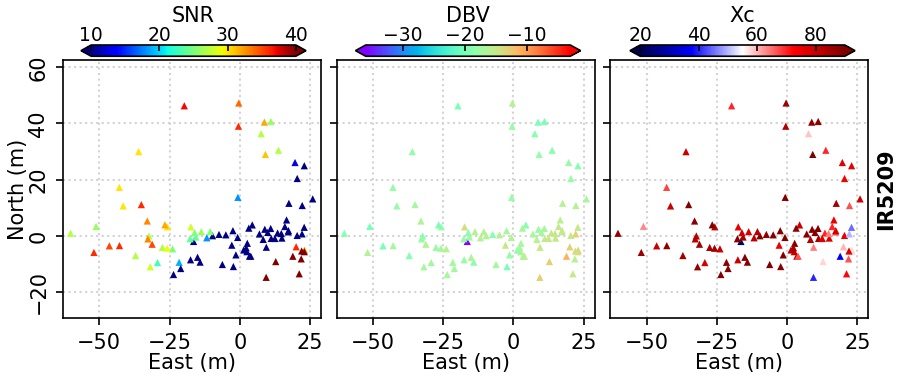 SNR DBV Xc
10 20 30 40 −30 −20 −10 20 40 60 80
North (m)
60
40
20
0
−20
IR5209
−50 −25 0 25 −50 −25 0 25 −50 −25 0 25
East (m) East (m) East (m)